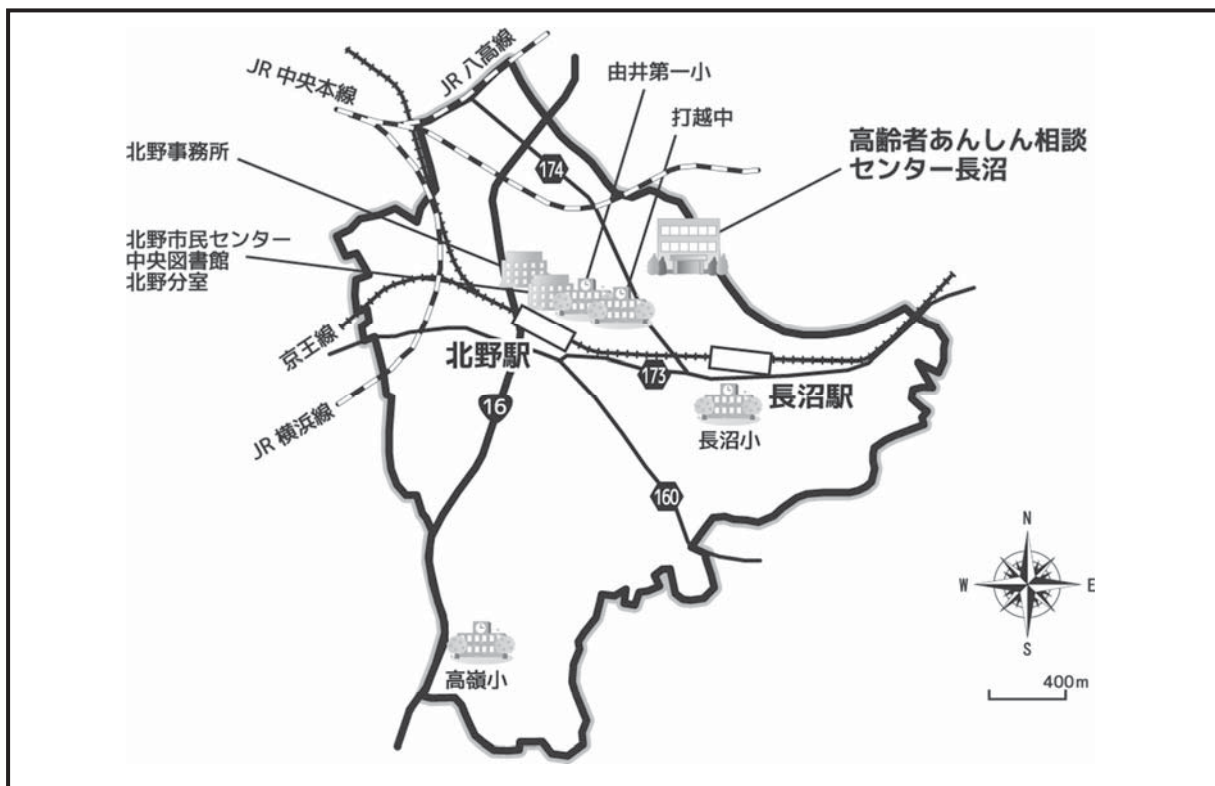 JR 中央本線
JR 八高線
由井第一小
打越中
高齢者あんしん相談
センター長沼
北野事務所
174
北野市民センター
中央図書館
北野分室
京王線
北野駅
173
長沼駅
16
JR 横浜線
長沼小
160
N
W
E
S
高嶺小
400m